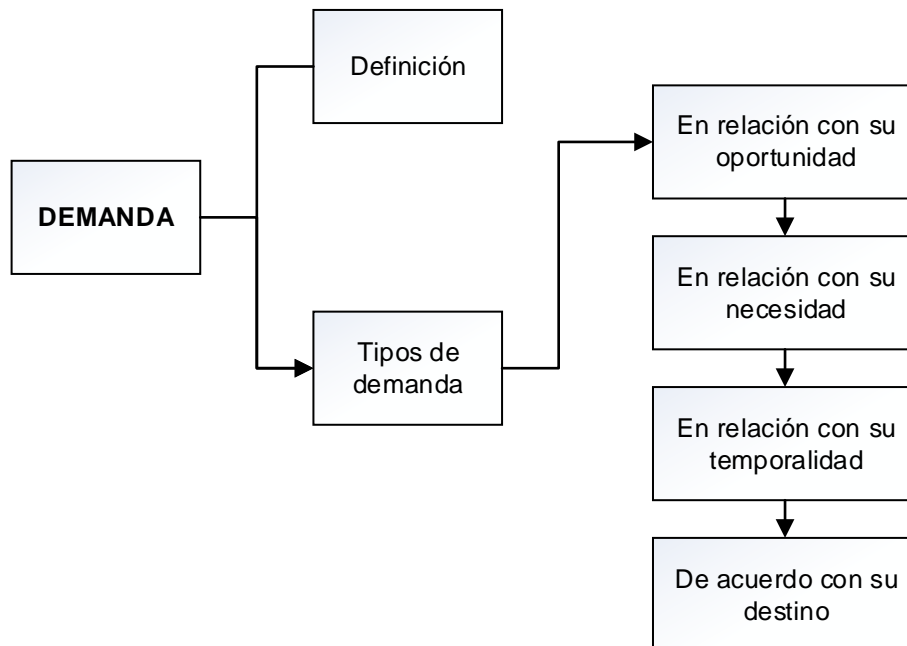 DEMANDA
Definición
Tipos de
demanda
En relación con su
oportunidad
En relación con su
necesidad
En relación con su
temporalidad
De acuerdo con su
destino